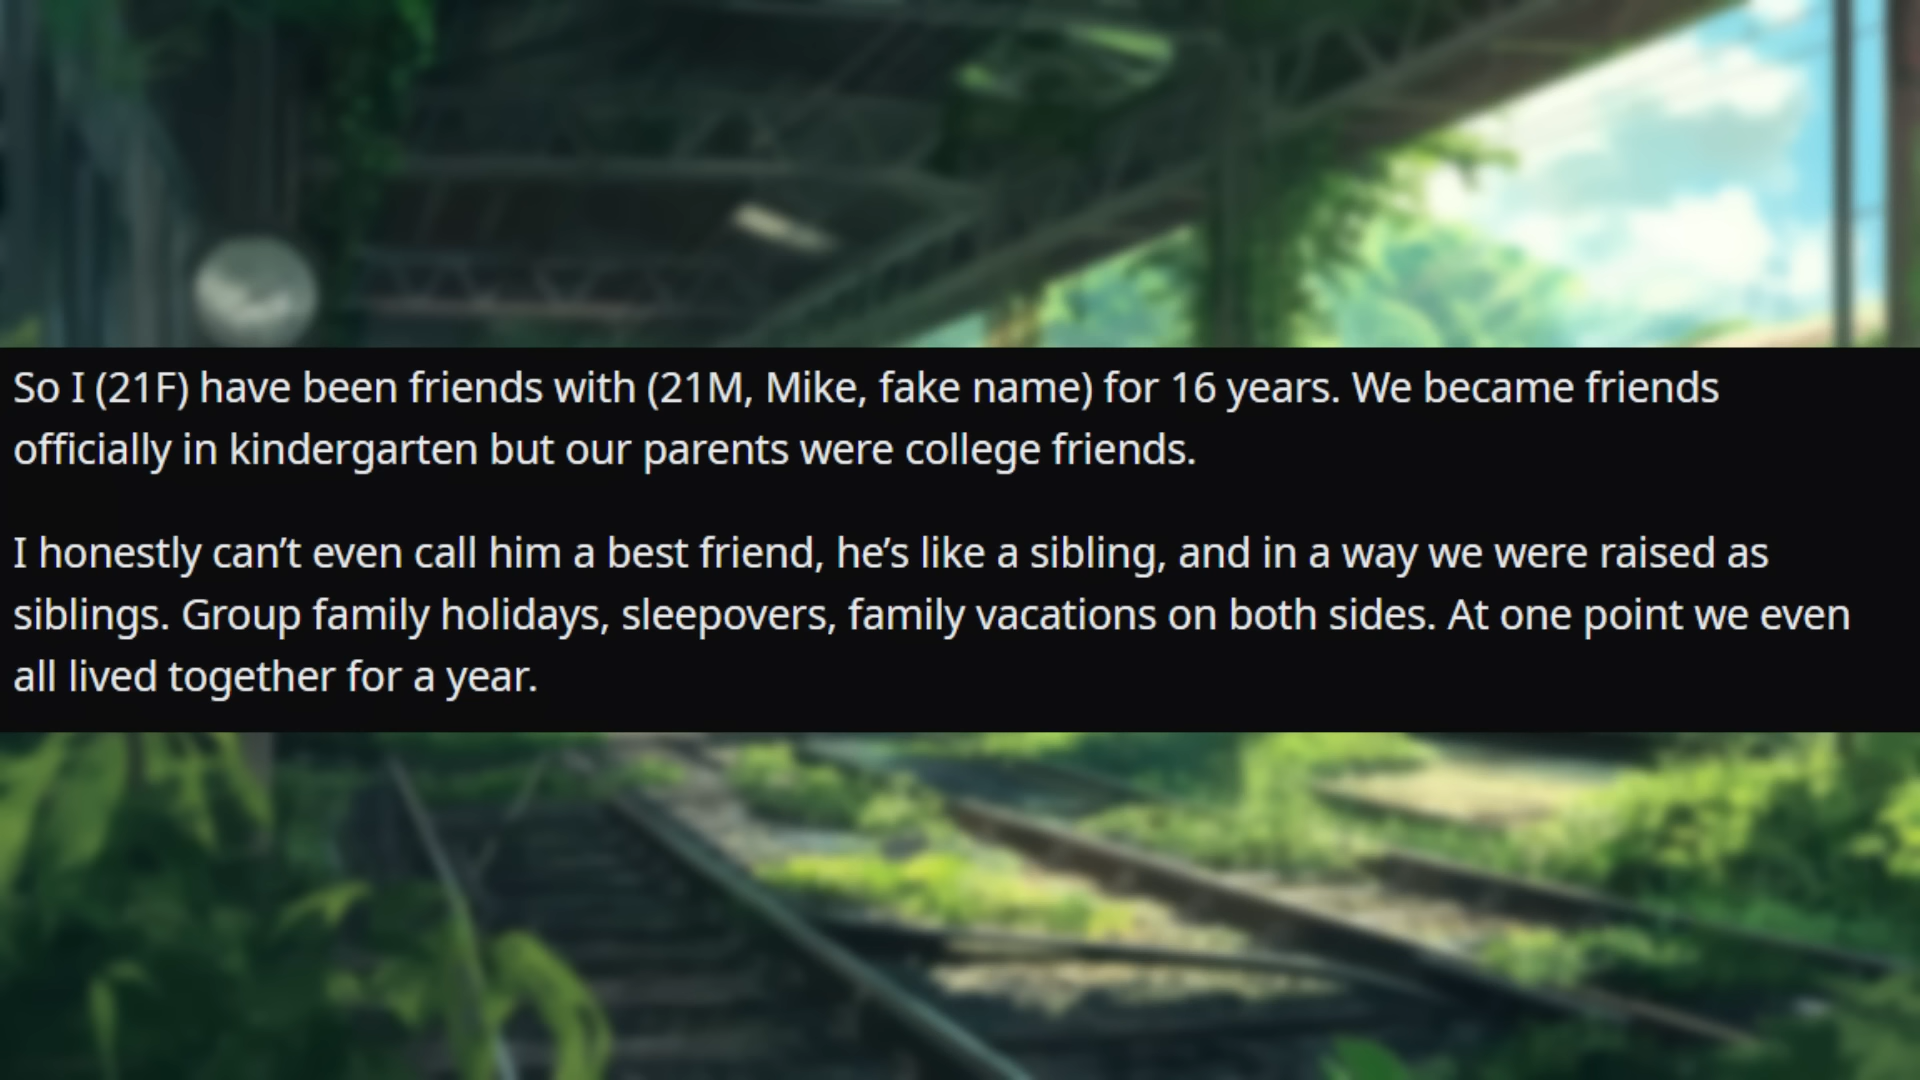 So I (21F) have been friends with (21M, Mike, fake name) for 16 years. We became friends
officially in kindergarten but our parents were college friends.
I honestly can’t even call him a best friend, he’s like a sibling, and in a way we were raised as
siblings. Group family holidays, sleepovers, family vacations on both sides. At one point we even
all lived together for a year.